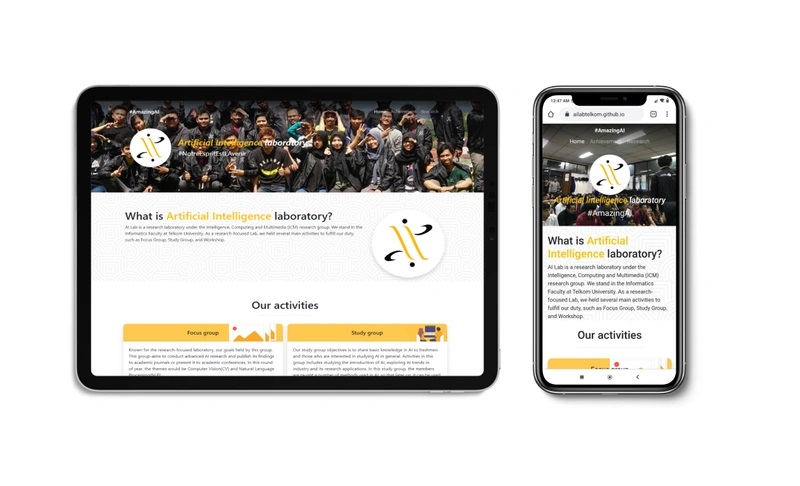 #AmazingAI
Home
Artificial Intelligence laboratory
#NotreEspritEstLAvenir
What is Artificial Intelligence laboratory?
AI Lab is a research laboratory under the Intelligence, Computing and Multimedia (ICM) research group. We stand in the
Informatics Faculty at Telkom University. As a research-focused Lab, we held several main activities to fulfill our duty,
such as Focus Group, Study Group, and Workshop.
Our activities
Focus group
Known for the research-focused laboratory, our goals held by this group.
This group aim to conduct advanced AI research and publish its findings
to academic journals or present it to academic conferences. In this round
of year, the themes would be Computer Vision(CV) and Natural Language
Processing(NLP)
Study group
Our study group objectives is to share basic knowledge in AI to freshmen
and those who are interested to studying AI in general. Activities in this
group includes studying the Introduction of AI, exploring AI trends in
industry and its research applications. In this study group, the members
12:47 AM
ailabtelkom.github.io
#AmazingAI
Home Achievements Research
Artificial Intelligence laboratory
#AmazingAI
What is Artificial
Intelligence laboratory?
AI Lab is a research laboratory under the
Intelligence, Computing and Multimedia (ICM)
research group. We stand in the Informatics
Faculty at Telkom University. As a research-
focused Lab, we held several main activities to
fulfill our duty, such as Focus Group, Study Group,
and Workshop.
Our activities
Focus group